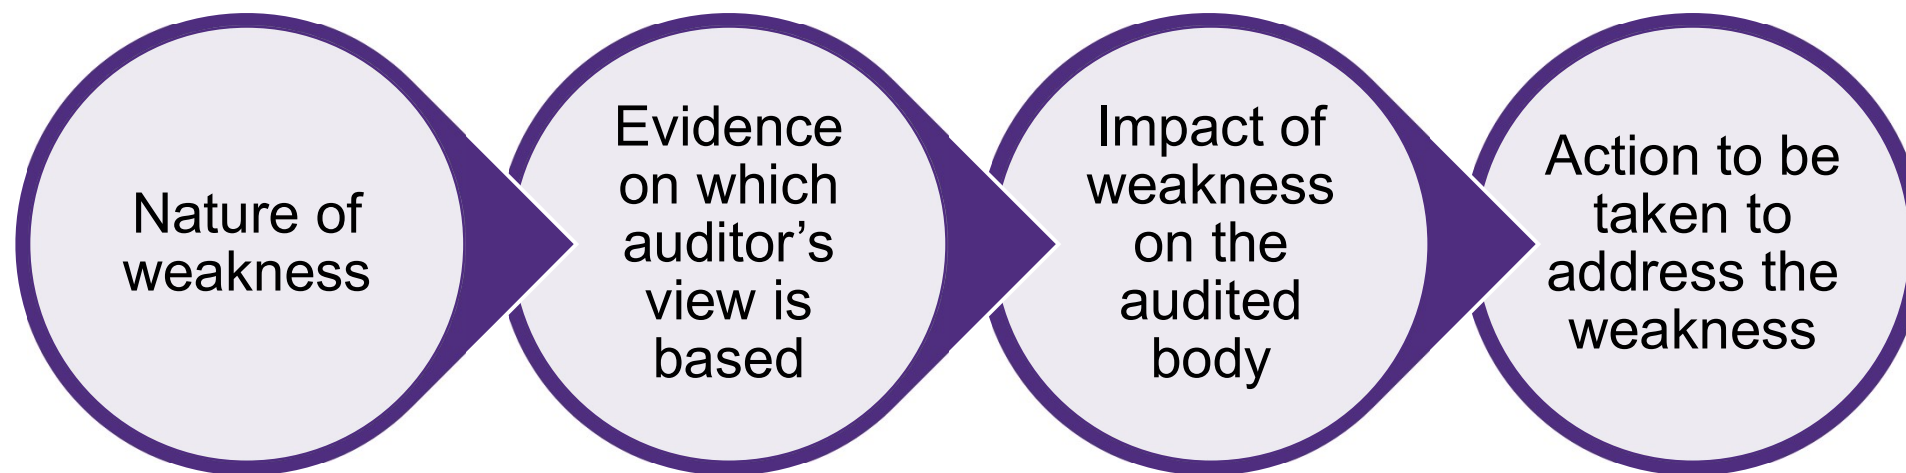 Nature of
weakness
Evidence
on which
auditor’s
view is
based
Impact of
weakness
on the
audited
body
Action to be
taken to
address the
weakness